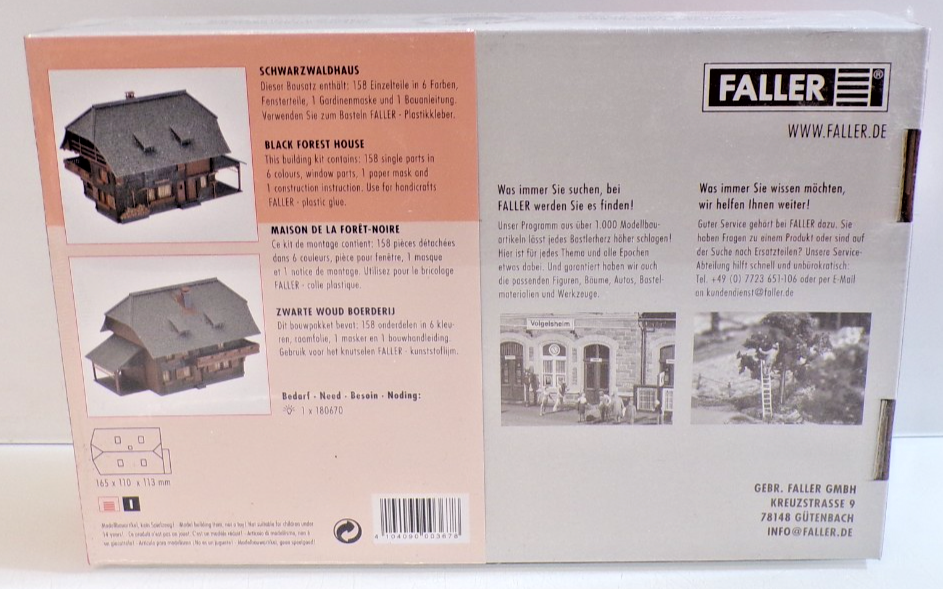 SCHWARZWALDHAUS
Dieser Bausatz enthält: 158 Einzelteile in 6 Farben,
Fensterteile, 1 Gardinenmaske und 1 Bauanleitung.
Verwenden Sie zum Basteln FALLER - Plastikkleber.
BLACK FOREST HOUSE
This building kit contains: 158 single parts in
6 colours, window parts, 1 paper mask and
1 construction instruction. Use for handicrafts
FALLER - plastic glue.
MAISON DE LA FORÊT-NOIRE
Ce kit de montage contient: 158 pièces détachées
dans 6 couleurs, pièce pour fenêtre, 1 masque
et 1 notice de montage. Utilisez pour le bricolage
FALLER - colle plastique.
ZWARTE WOUD BOERDERIJ
Dit bouwpakket bevat: 158 onderdelen in 6 kleu-
ren, raamfolie, 1 masker en 1 bouwhandleiding.
Gebruik voor het knutselen FALLER - kunststoflijm.
Bedarf - Need - Besoin - Noding:
1 x 180670
165 x 110 x 113 mm
4 104090 003678
FALLER ®
WWW.FALLER.DE
Was immer Sie suchen, bei
FALLER werden Sie es finden!
Unser Programm aus über 1.000 Modellbau-
artikeln lässt jedes Bastlerherz höher schlagen!
Hier ist für jedes Thema und alle Epochen
etwas dabei. Und garantiert haben wir auch
die passenden Figuren, Bäume, Autos, Bastel-
materialien und Werkzeuge.
Volgelsheim
Was immer Sie wissen möchten,
wir helfen Ihnen weiter!
Guter Service gehört bei FALLER dazu. Sie
haben Fragen zu einem Produkt oder sind auf
der Suche nach Ersatzteilen? Unsere Service-
Abteilung hilft schnell und unbürokratisch:
Tel. +49 (0) 7723 651-106 oder per E-Mail
an kundendienst@faller.de
GEBR. FALLER GMBH
KREUZSTRASSE 9
78148 GÜTENBACH
INFO@FALLER.DE